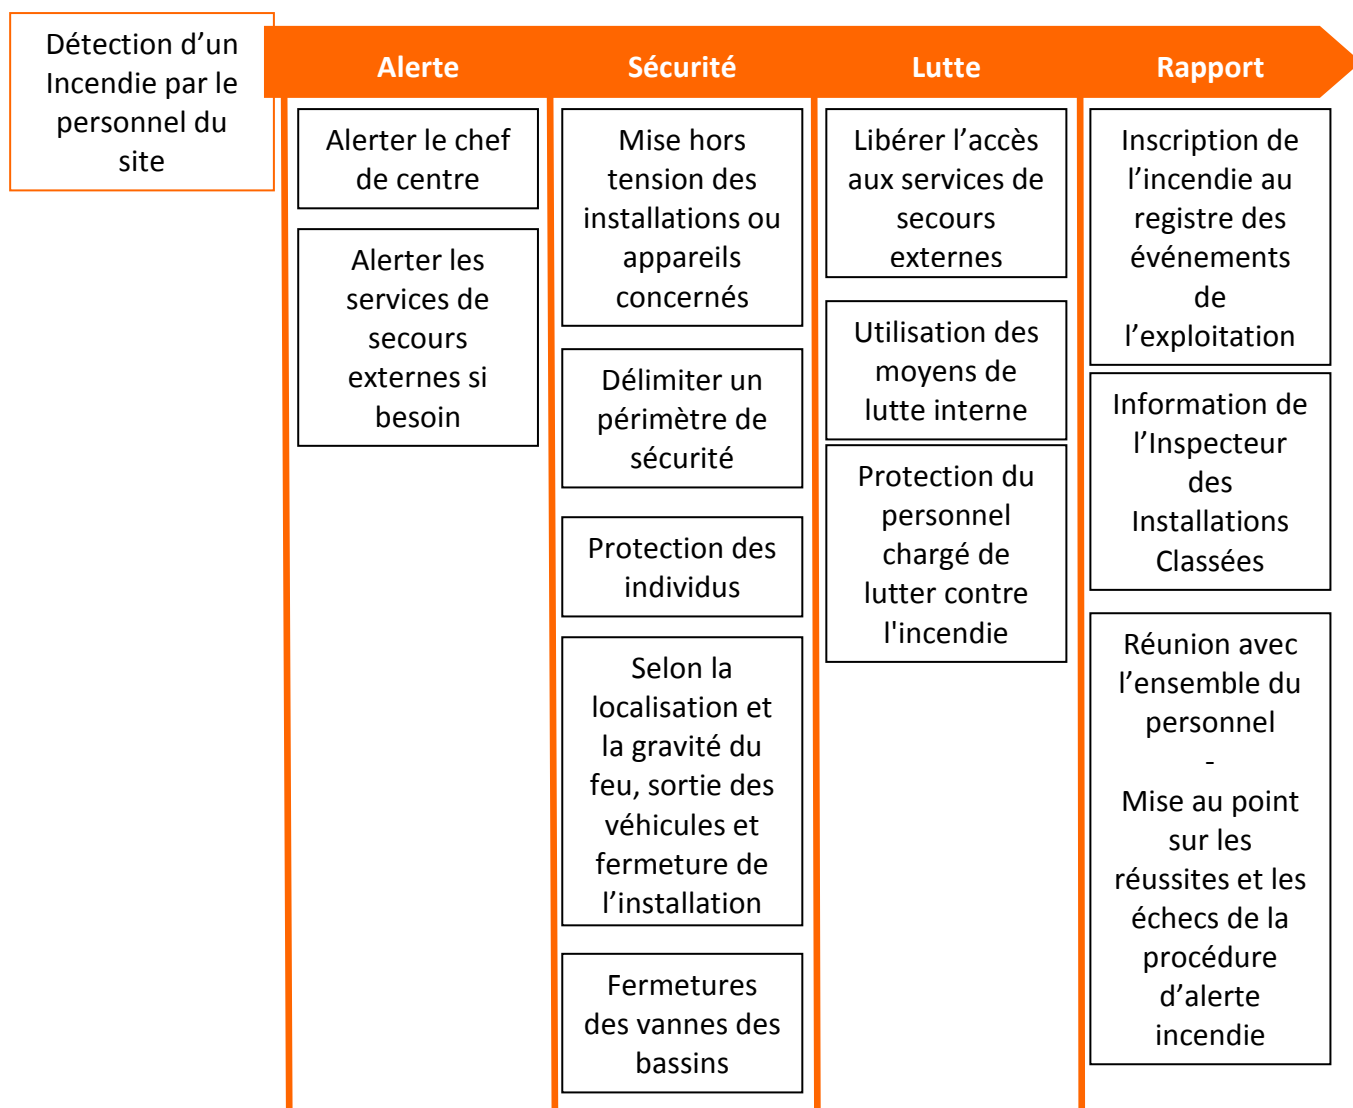 Détection d’un
Incendie par le
personnel du
site
Alerte
Sécurité
Lutte
Rapport
Alerter le chef
de centre
Alerter les
services de
secours
externes si
besoin
Mise hors
tension des
installations ou
appareils
concernés
Délimiter un
périmètre de
sécurité
Protection des
individus
Selon la
localisation et
la gravité du
feu, sortie des
véhicules et
fermeture de
l’installation
Fermetures
des vannes des
bassins
Libérer l’accès
aux services de
secours
externes
Utilisation des
moyens de
lutte interne
Protection du
personnel
chargé de
lutter contre
l'incendie
Inscription de
l’incendie au
registre des
événements
de
l’exploitation
Information de
l’Inspecteur
des
Installations
Classées
Réunion avec
l’ensemble du
personnel
-
Mise au point
sur les
réussites et les
échecs de la
procédure
d’alerte
incendie